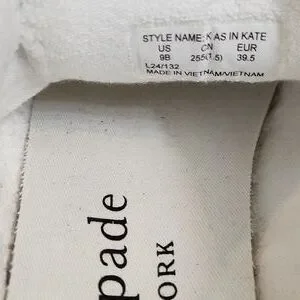 STYLE NAME: K AS IN KATE
US CN EUR
9B 255(1.5) 39.5
L24/132
MADE IN VIETNAM/VIETNAM
pade
ORK